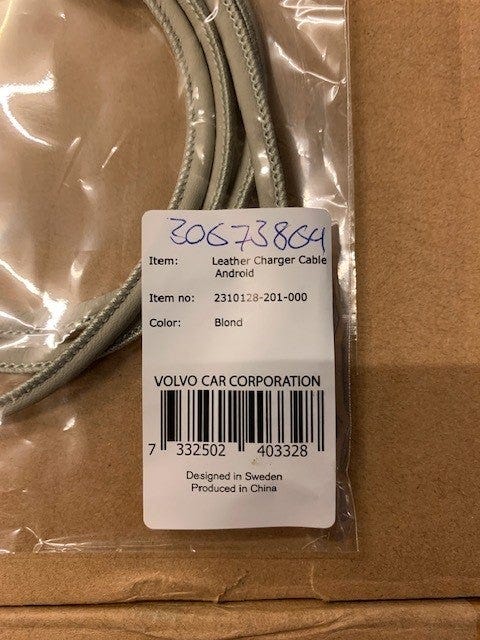 30673864
Item: Leather Charger Cable
Android
Item no: 2310128-201-000
Color: Blond
VOLVO CAR CORPORATION
7 332502 403328
Designed in Sweden
Produced in China